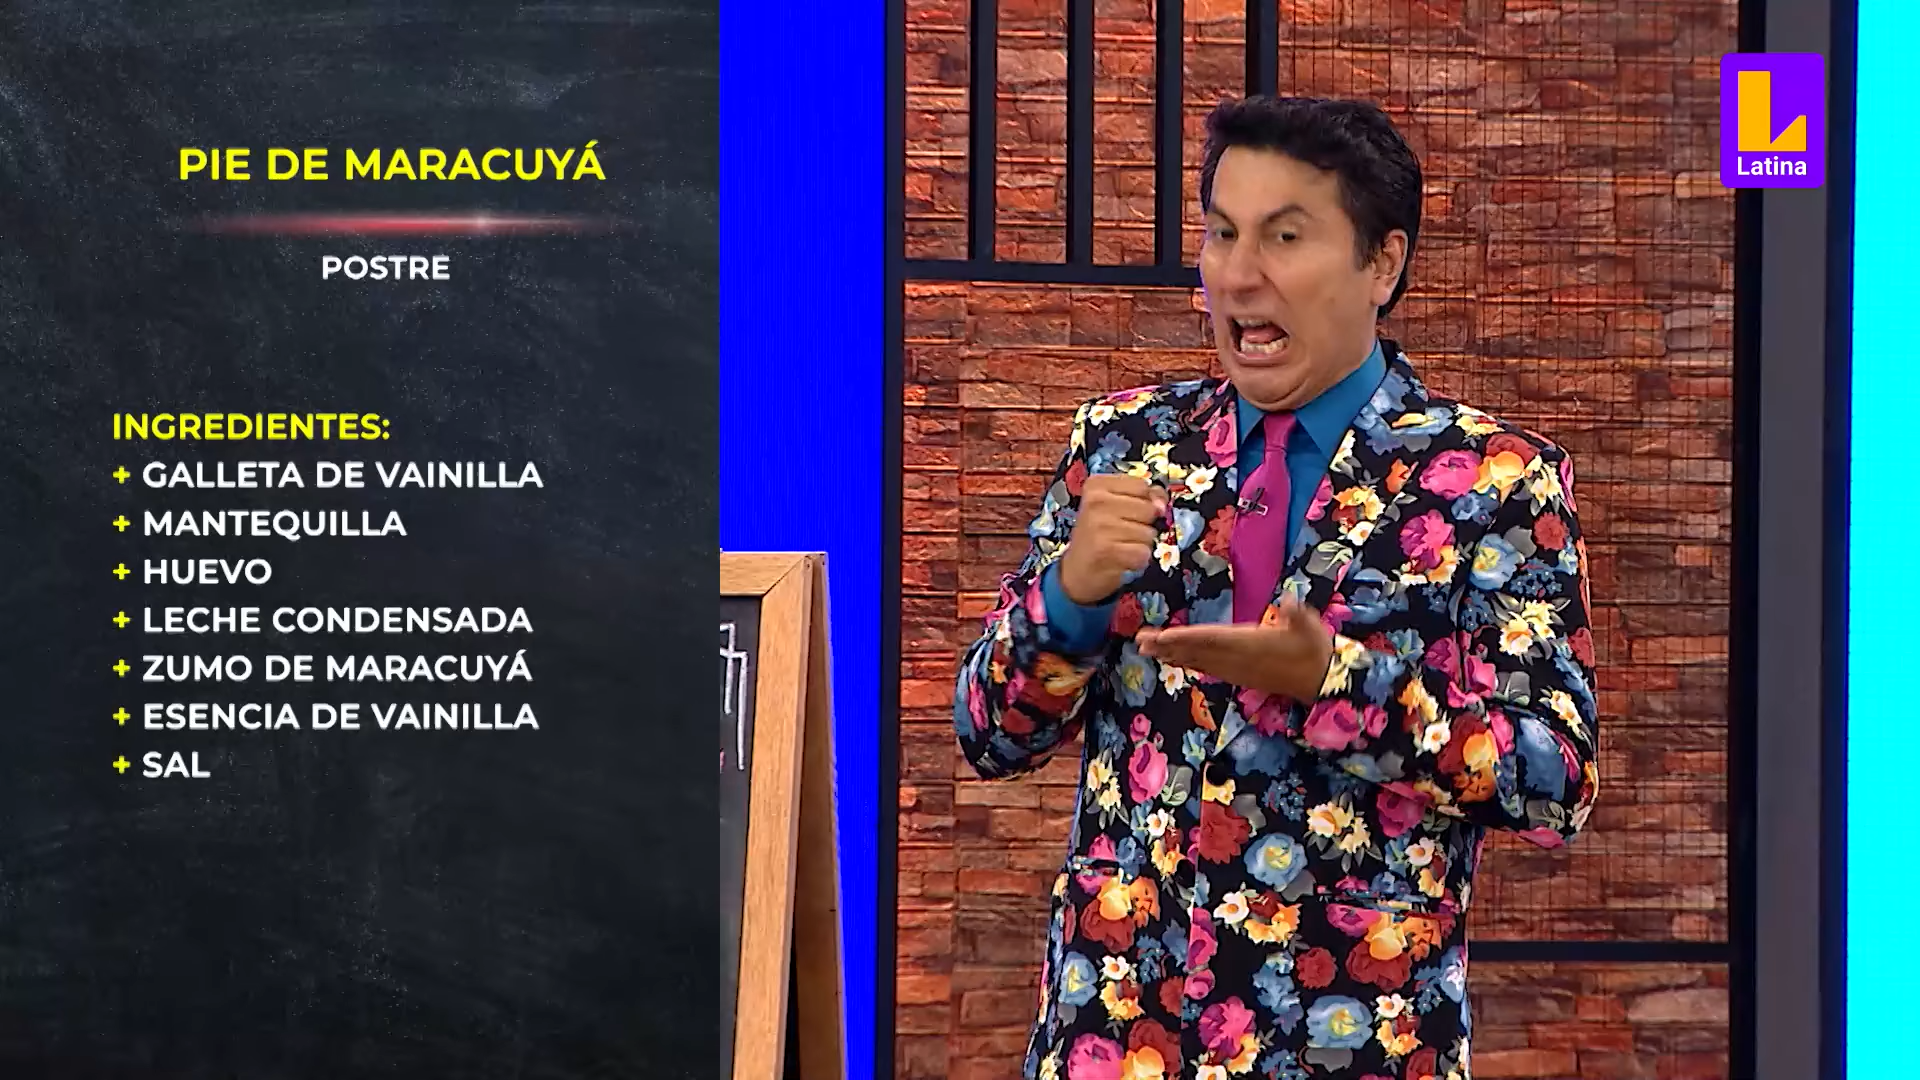 PIE DE MARACUYÁ
POSTRE
INGREDIENTES:
+ GALLETA DE VAINILLA
+ MANTEQUILLA
+ HUEVO
+ LECHE CONDENSADA
+ ZUMO DE MARACUYÁ
+ ESENCIA DE VAINILLA
+ SAL
Latina